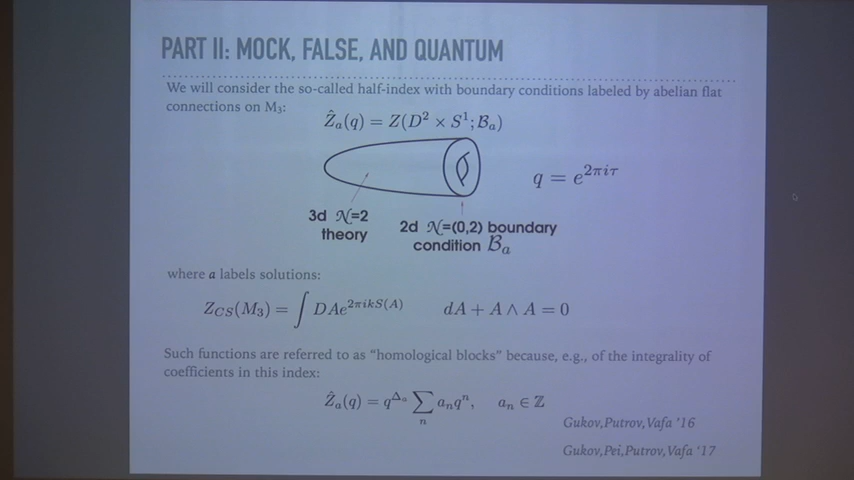 PART II: MOCK, FALSE, AND QUANTUM
We will consider the so-called half-index with boundary conditions labeled by abelian flat
connections on M₃:
Ẑₐ(q) = Z(D² × S¹; 𝓑ₐ)
q = e^{2πiτ}
3d 𝒩=2
theory
2d 𝒩=(0,2) boundary
condition 𝓑ₐ
where a labels solutions:
Z_{CS}(M₃) = ∫ DAe^{2πikS(A)} dA + A ∧ A = 0
Such functions are referred to as “homological blocks” because, e.g., of the integrality of
coefficients in this index:
Ẑₐ(q) = q^{Δₐ} ∑ₙ aₙqⁿ, aₙ ∈ ℤ
Gukov,Putrov,Vafa '16
Gukov,Pei,Putrov,Vafa '17